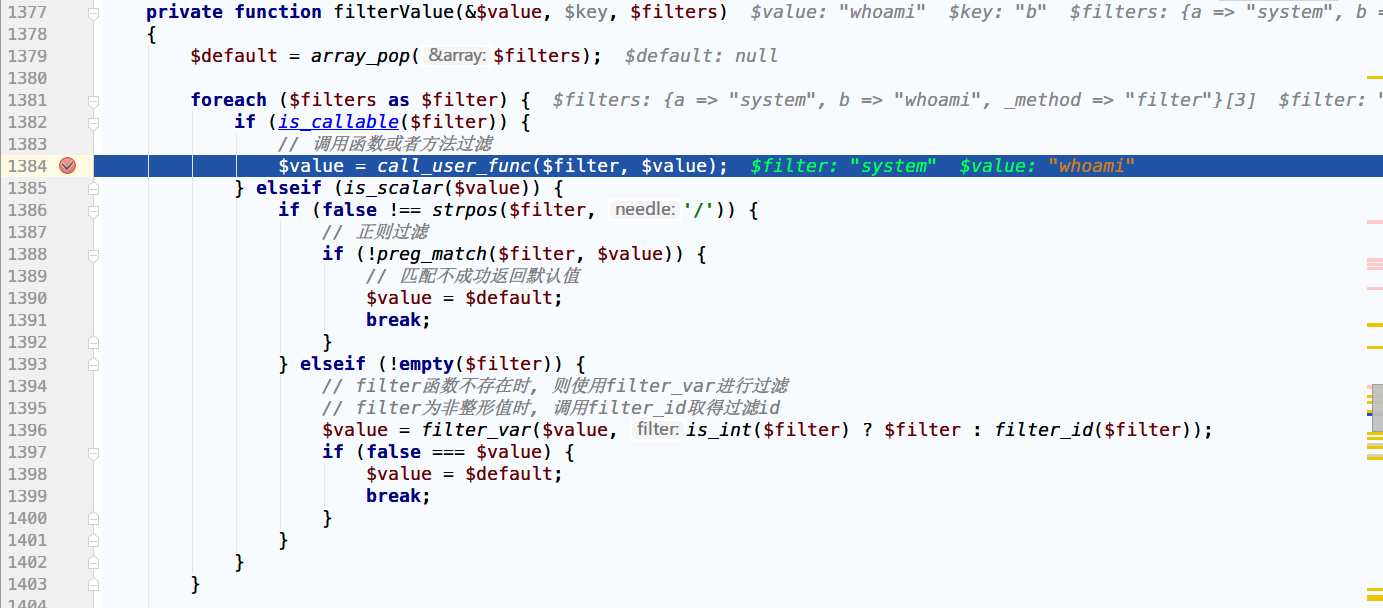 1377 private function filterValue(&$value, $key, $filters) $value: "whoami" $key: "b" $filters: {a => "system", b =
1378 {
1379 $default = array_pop( &array: $filters); $default: null
1380
1381 foreach ($filters as $filter) { $filters: {a => "system", b => "whoami", _method => "filter"}[3] $filter: "
1382 if (is_callable($filter)) {
1383 // 调用函数或者方法过滤
1384 $value = call_user_func($filter, $value); $filter: "system" $value: "whoami"
1385 } elseif (is_scalar($value)) {
1386 if (false !== strpos($filter, needle: '/')) {
1387 // 正则过滤
1388 if (!preg_match($filter, $value)) {
1389 // 匹配不成功返回默认值
1390 $value = $default;
1391 break;
1392 }
1393 } elseif (!empty($filter)) {
1394 // filter函数不存在时, 则使用filter_var进行过滤
1395 // filter为非整形值时, 调用filter_id取得过滤id
1396 $value = filter_var($value, filter: is_int($filter) ? $filter : filter_id($filter));
1397 if (false === $value) {
1398 $value = $default;
1399 break;
1400 }
1401 }
1402 }
1403 }
1404